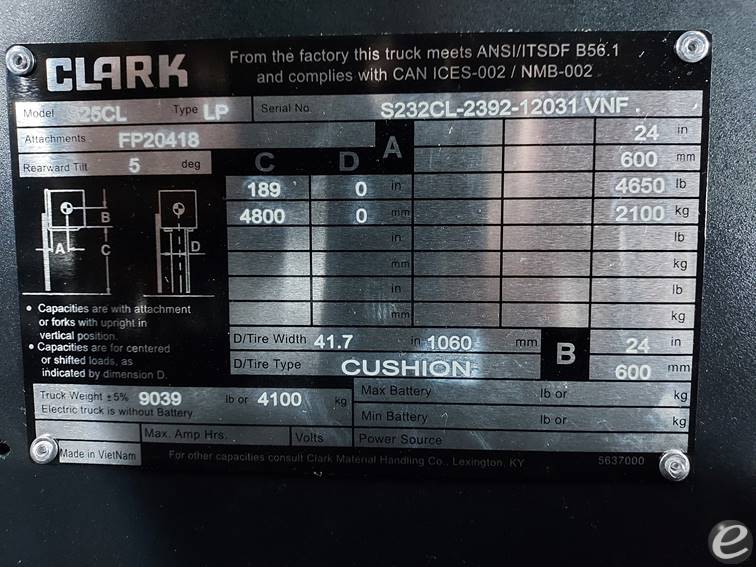 CLARK
From the factory this truck meets ANSI/ITSDF B56.1
and complies with CAN ICES-002 / NMB-002
Model S25CL Type LP Serial No. S232CL-2392-12031 VNF .
Attachments FP20418
Rearward Tilt 5 deg
C D A
24 in
600 mm
189 0 in 4650 lb
4800 0 mm 2100 kg
in lb
mm kg
in lb
mm kg
A B C D
• Capacities are with attachment
or forks with upright in
vertical position.
• Capacities are for centered
or shifted loads, as
indicated by dimension D.
D/Tire Width 41.7 in 1060 mm B 24 in
D/Tire Type CUSHION 600 mm
Truck Weight ±5% 9039 lb or 4100 kg
Electric truck is without Battery.
Max Battery lb or kg
Min Battery lb or kg
Max. Amp Hrs. Volts Power Source
Made in VietNam
For other capacities consult Clark Material Handling Co., Lexington, KY 5637000
e